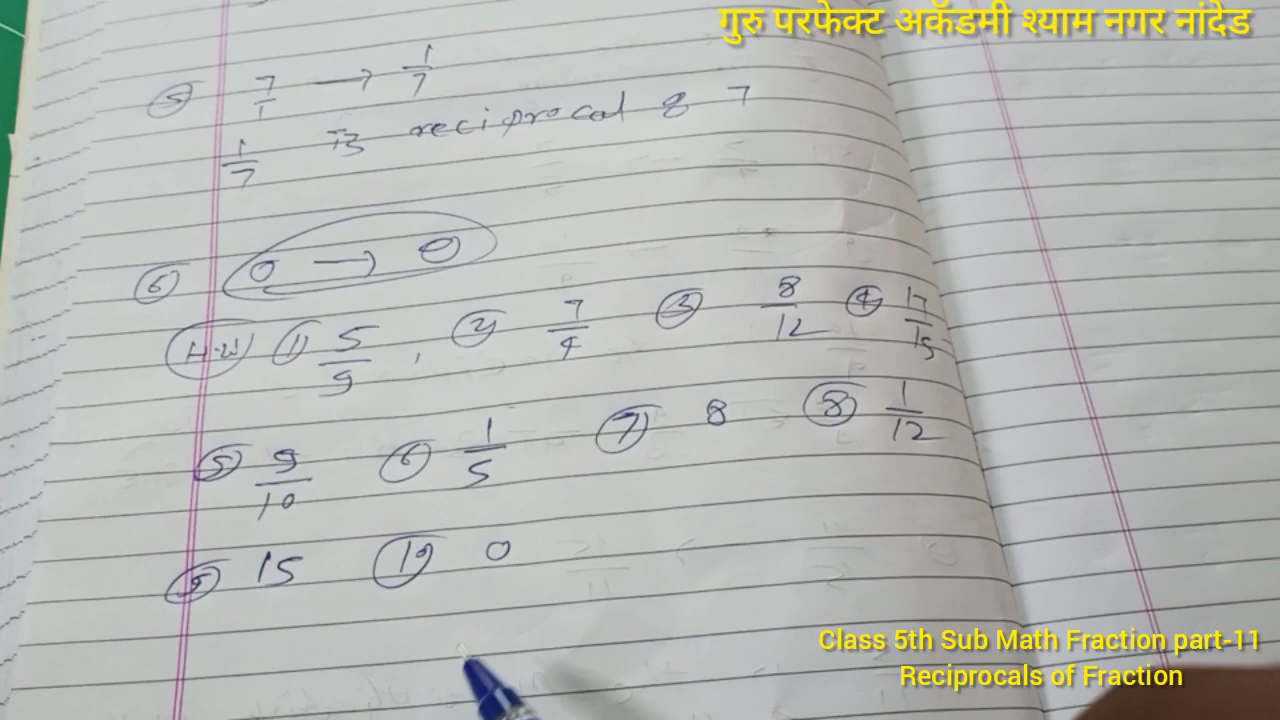 गुरु परफेक्ट अकॅडमी श्याम नगर नांदेड
⑤ 7/1 → 1/7
1/7 is reciprocal of 7
⑥ 0 → 0
H.W ① 5/9 , ② 7/4 ③ 8/12 ④ 17/15
⑤ 9/10 ⑥ 1/5 ⑦ 8 ⑧ 1/12
⑨ 15 ⑩ 0
Class 5th Sub Math Fraction part-11
Reciprocals of Fraction